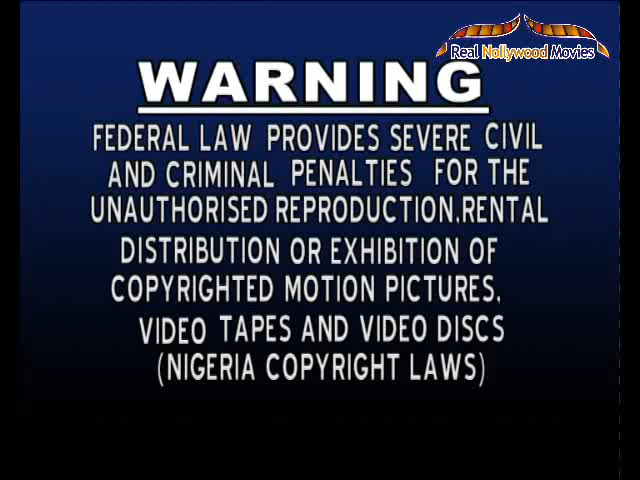 Real Nollywood Movies
WARNING
FEDERAL LAW PROVIDES SEVERE CIVIL
AND CRIMINAL PENALTIES FOR THE
UNAUTHORISED REPRODUCTION.RENTAL
DISTRIBUTION OR EXHIBITION OF
COPYRIGHTED MOTION PICTURES.
VIDEO TAPES AND VIDEO DISCS
(NIGERIA COPYRIGHT LAWS)